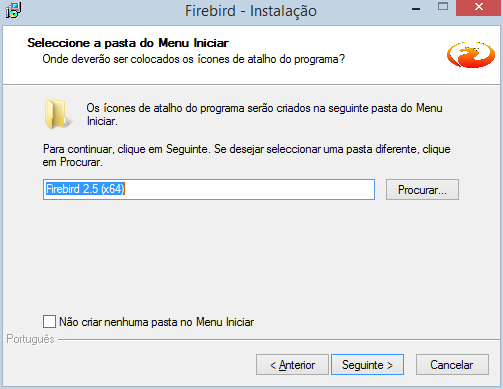 Firebird - Instalação
Seleccione a pasta do Menu Iniciar
Onde deverão ser colocados os ícones de atalho do programa?
Os ícones de atalho do programa serão criados na seguinte pasta do Menu
Iniciar.
Para continuar, clique em Seguinte. Se desejar seleccionar uma pasta diferente, clique
em Procurar.
Firebird 2.5 (x64)
Procurar...
Não criar nenhuma pasta no Menu Iniciar
Português
< Anterior
Seguinte >
Cancelar